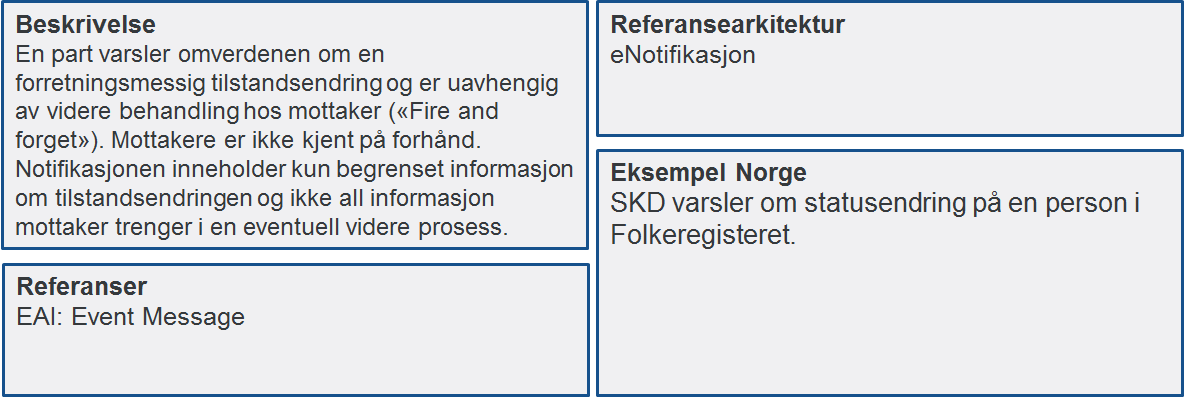 Beskrivelse
En part varsler omverdenen om en
forretningsmessig tilstandsendring og er uavhengig
av videre behandling hos mottaker («Fire and
forget»). Mottakere er ikke kjent på forhånd.
Notifikasjonen inneholder kun begrenset informasjon
om tilstandsendringen og ikke all informasjon
mottaker trenger i en eventuell videre prosess.
Referanser
EAI: Event Message
Referansearkitektur
eNotifikasjon
Eksempel Norge
SKD varsler om statusendring på en person i
Folkeregisteret.